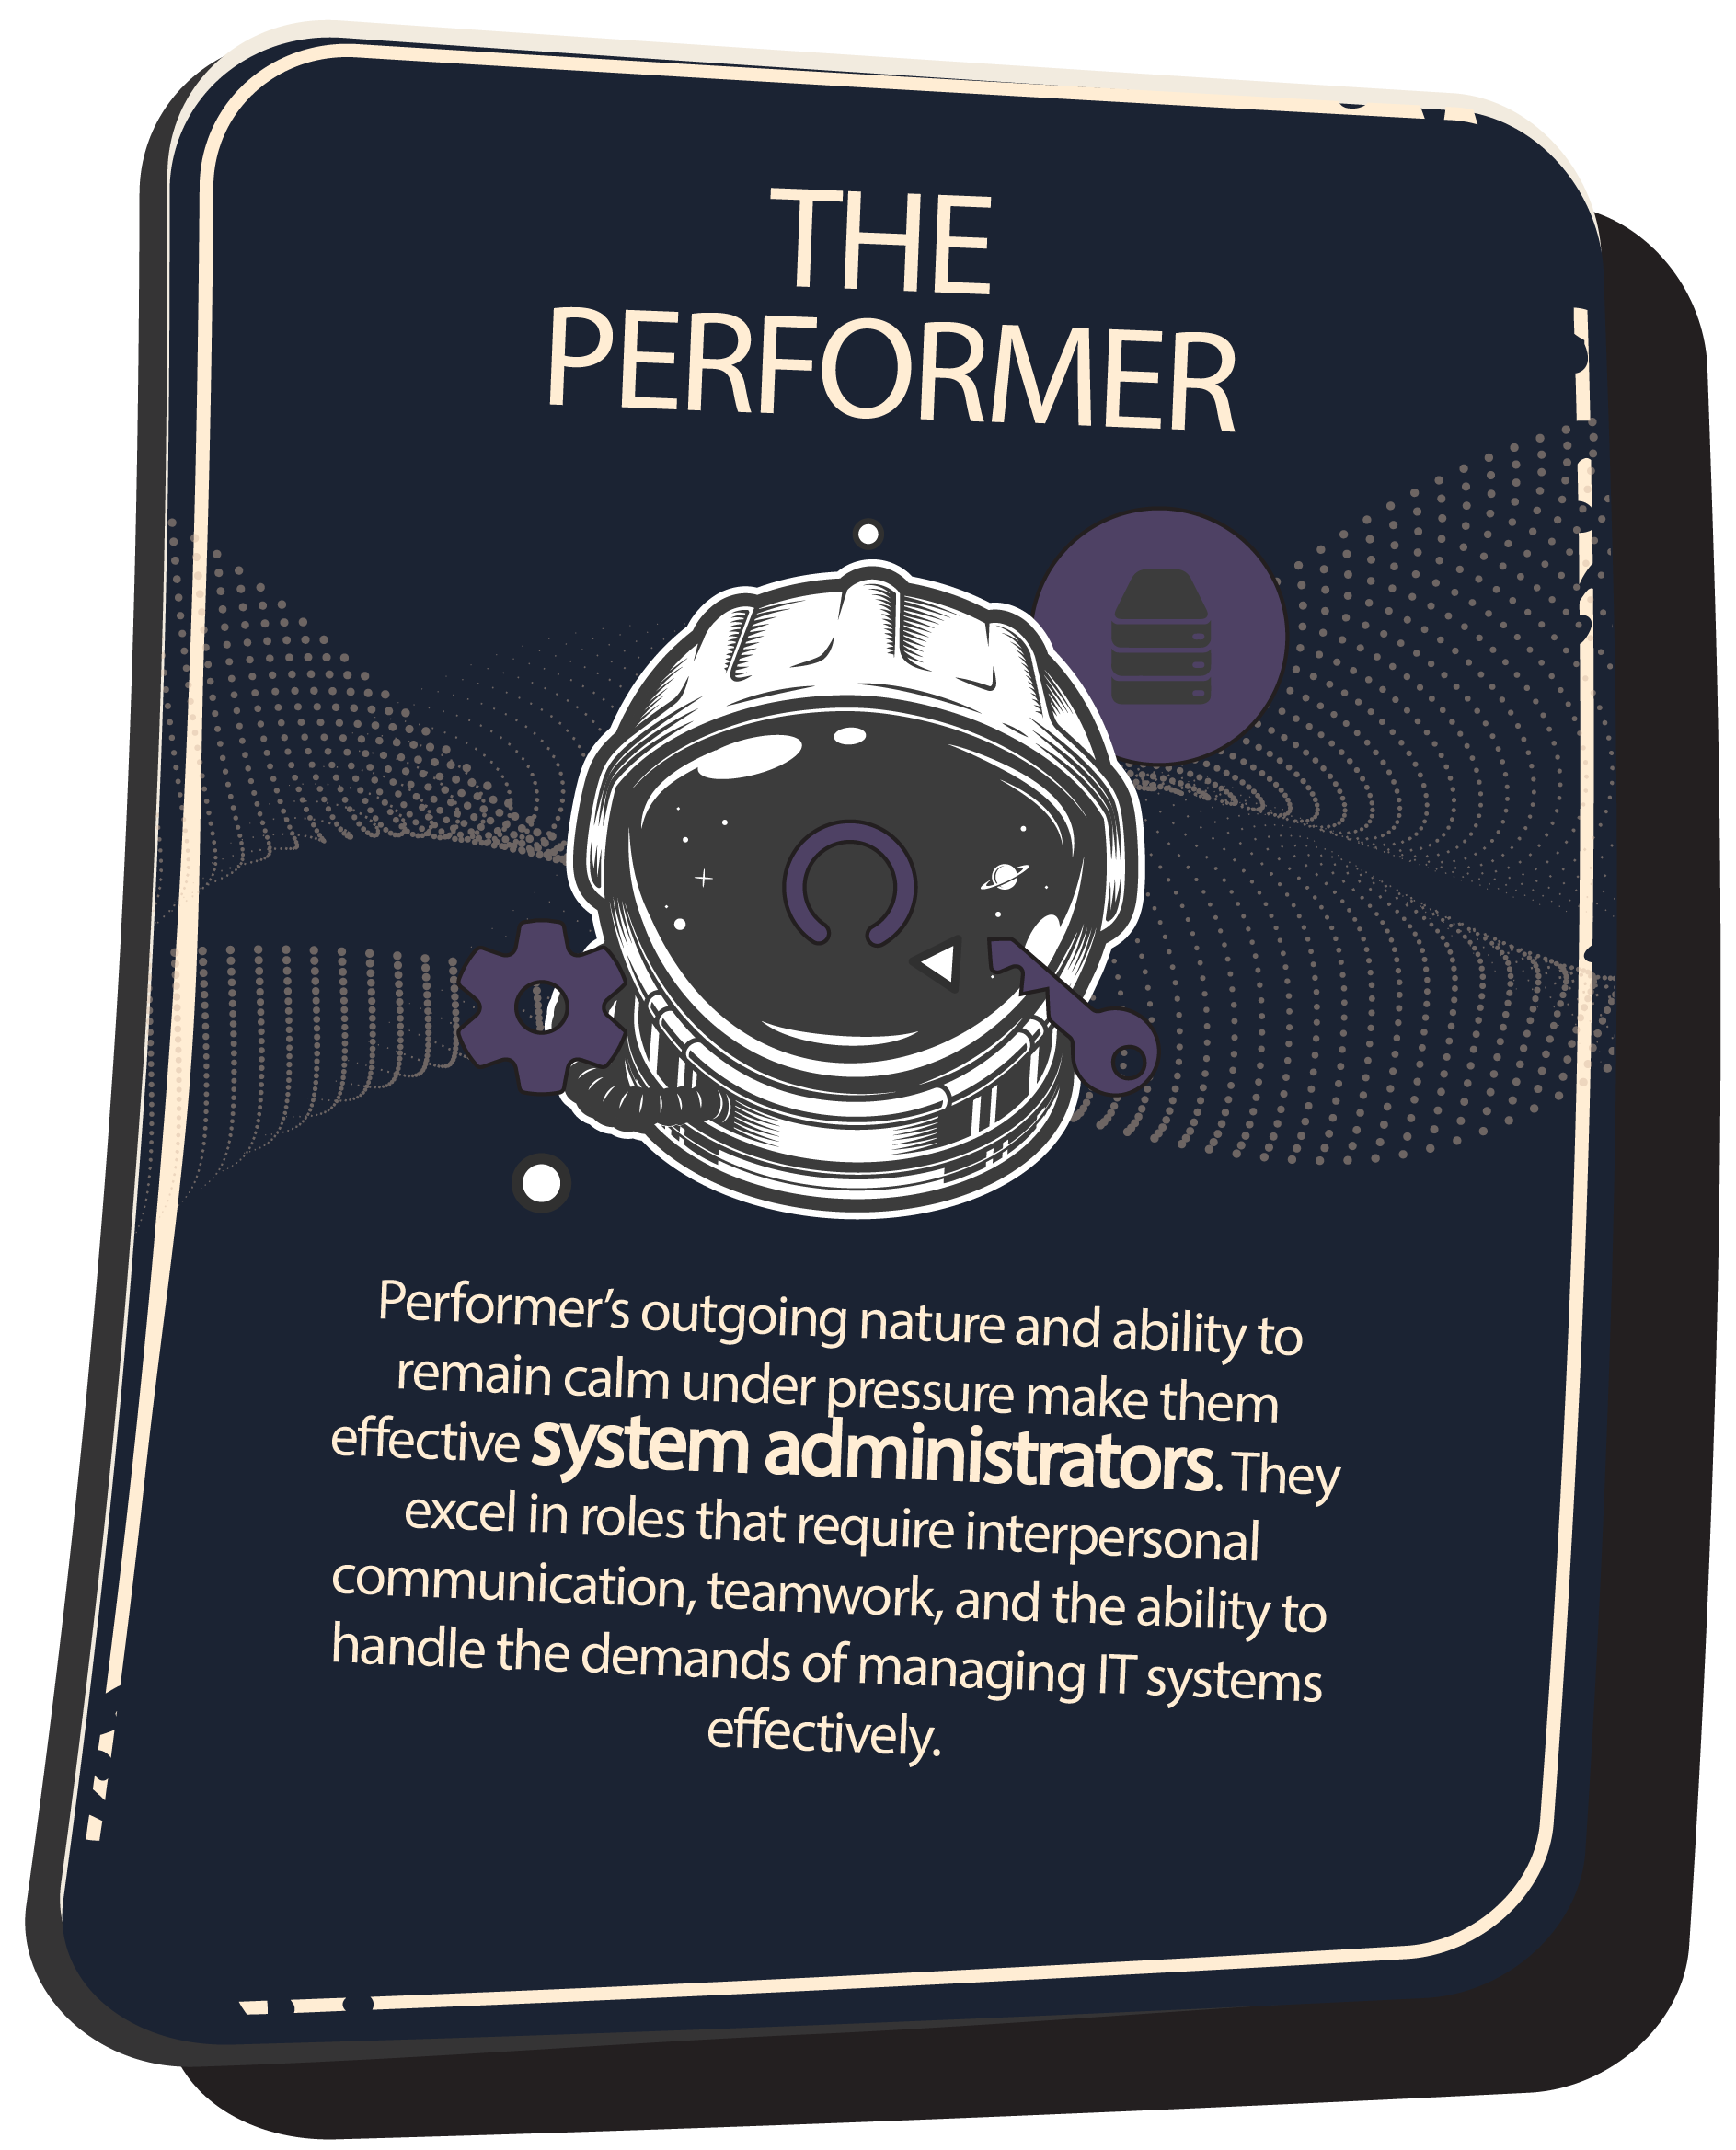 THE
PERFORMER
Performer’s outgoing nature and ability to
remain calm under pressure make them
effective system administrators. They
excel in roles that require interpersonal
communication, teamwork, and the ability to
handle the demands of managing IT systems
effectively.